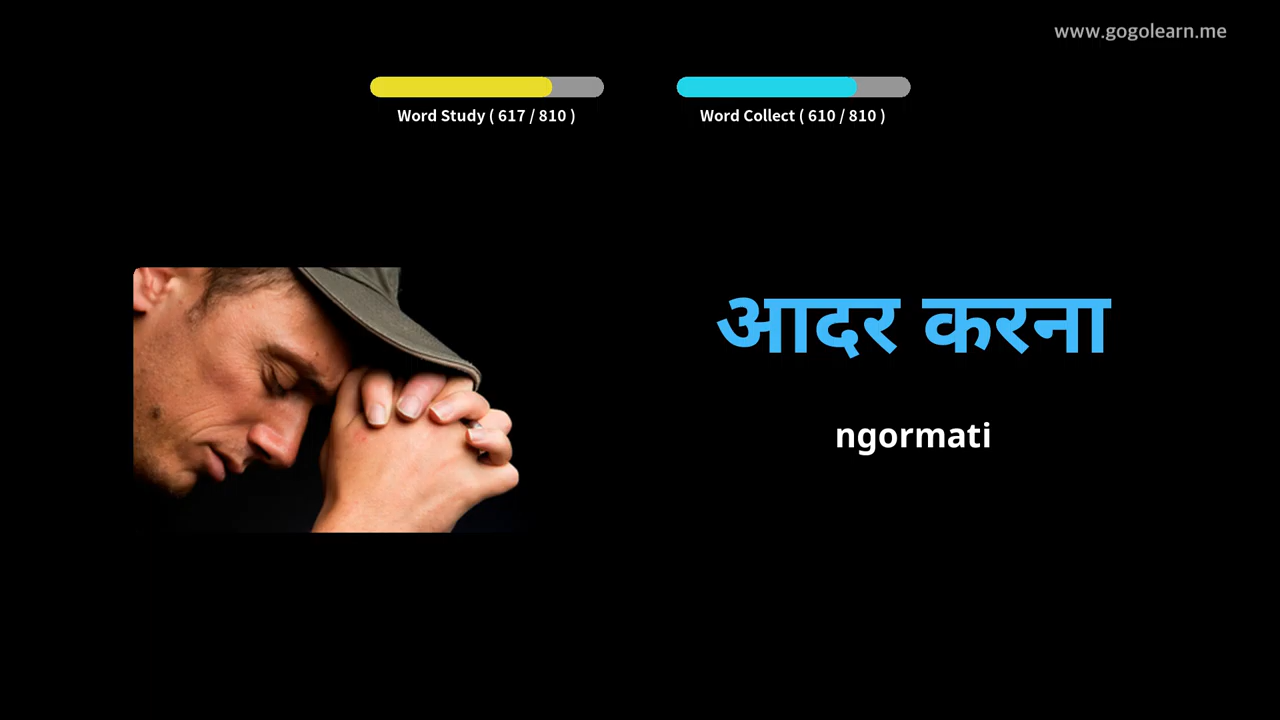 www.gogolearn.me
Word Study ( 617 / 810 )
Word Collect ( 610 / 810 )
आदर करना
ngormati